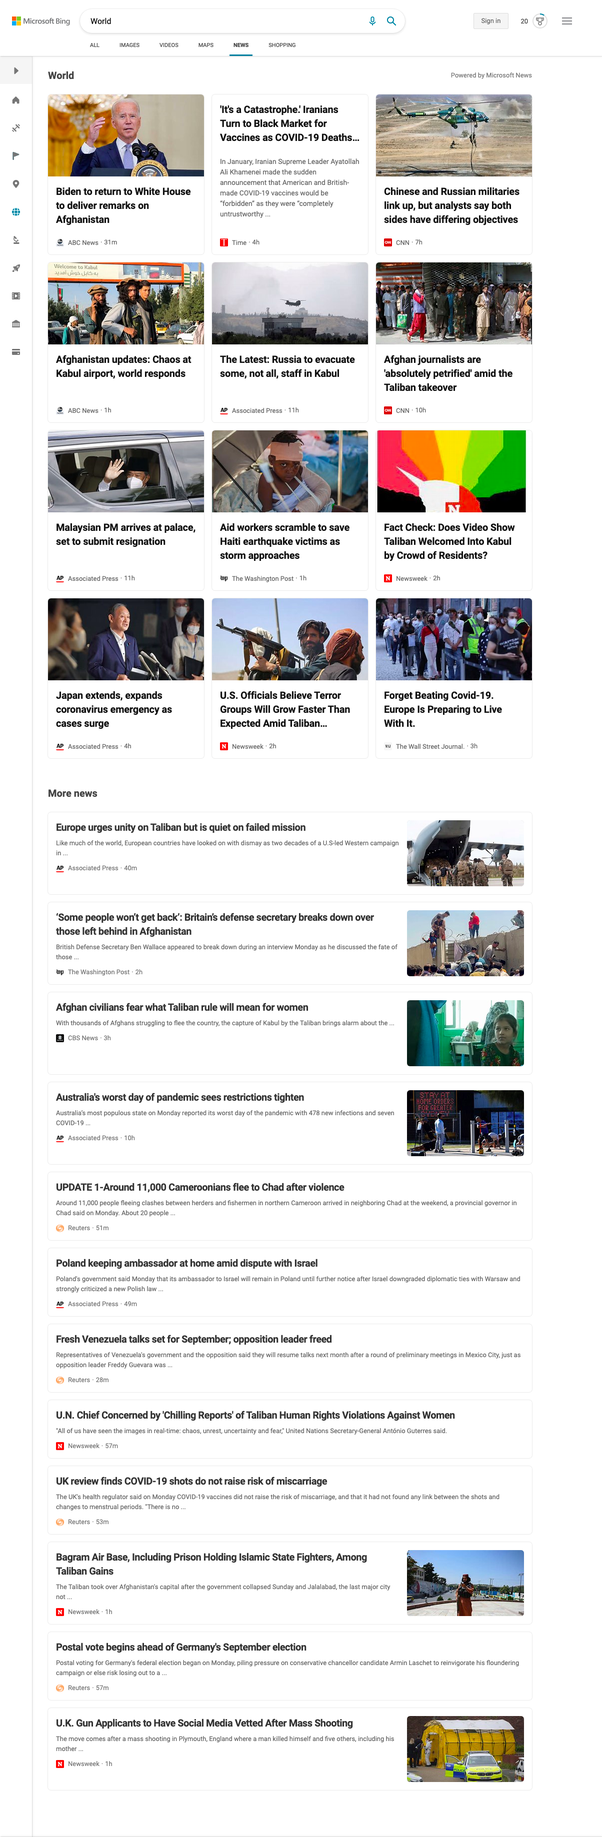 Microsoft Bing
World
Sign in
20
ALL
IMAGES
VIDEOS
MAPS
NEWS
SHOPPING
World
Powered by Microsoft News
Biden to return to White House
to deliver remarks on
Afghanistan
ABC News · 31m
'It's a Catastrophe.' Iranians
Turn to Black Market for
Vaccines as COVID-19 Deaths...
In January, Iranian Supreme Leader Ayatollah
Ali Khamenei made the sudden
announcement that American and British-
made COVID-19 vaccines would be
"forbidden" as they were "completely
untrustworthy ...
Time · 4h
Chinese and Russian militaries
link up, but analysts say both
sides have differing objectives
CNN · 7h
Welcome to Kabul
Afghanistan updates: Chaos at
Kabul airport, world responds
ABC News · 1h
The Latest: Russia to evacuate
some, not all, staff in Kabul
AP Associated Press · 11h
Afghan journalists are
'absolutely petrified' amid the
Taliban takeover
CNN · 10h
Malaysian PM arrives at palace,
set to submit resignation
AP Associated Press · 11h
Aid workers scramble to save
Haiti earthquake victims as
storm approaches
wp The Washington Post · 1h
N
Fact Check: Does Video Show
Taliban Welcomed Into Kabul
by Crowd of Residents?
N Newsweek · 2h
Japan extends, expands
coronavirus emergency as
cases surge
AP Associated Press · 4h
U.S. Officials Believe Terror
Groups Will Grow Faster Than
Expected Amid Taliban...
N Newsweek · 2h
Forget Beating Covid-19.
Europe Is Preparing to Live
With It.
WSJ The Wall Street Journal. · 3h
More news
Europe urges unity on Taliban but is quiet on failed mission
Like much of the world, European countries have looked on with dismay as two decades of a U.S-led Western campaign
in ...
AP Associated Press · 40m
'Some people won't get back': Britain's defense secretary breaks down over
those left behind in Afghanistan
British Defense Secretary Ben Wallace appeared to break down during an interview Monday as he discussed the fate of
those ...
wp The Washington Post · 2h
Afghan civilians fear what Taliban rule will mean for women
With thousands of Afghans struggling to flee the country, the capture of Kabul by the Taliban brings alarm about the ...
CBS News · 3h
Australia's worst day of pandemic sees restrictions tighten
Australia's most populous state on Monday reported its worst day of the pandemic with 478 new infections and seven
COVID-19 ...
AP Associated Press · 10h
STAY AT
HOME ORDERS
FOR GREATER
SYDNEY
UPDATE 1-Around 11,000 Cameroonians flee to Chad after violence
Around 11,000 people fleeing clashes between herders and fishermen in northern Cameroon arrived in neighboring Chad at the weekend, a provincial governor in
Chad said on Monday. About 20 people ...
Reuters · 51m
Poland keeping ambassador at home amid dispute with Israel
Poland's government said Monday that its ambassador to Israel will remain in Poland until further notice after Israel downgraded diplomatic ties with Warsaw and
strongly criticized a new Polish law ...
AP Associated Press · 49m
Fresh Venezuela talks set for September; opposition leader freed
Representatives of Venezuela's government and the opposition said they will resume talks next month after a round of preliminary meetings in Mexico City, just as
opposition leader Freddy Guevara was ...
Reuters · 28m
U.N. Chief Concerned by 'Chilling Reports' of Taliban Human Rights Violations Against Women
"All of us have seen the images in real-time: chaos, unrest, uncertainty and fear," United Nations Secretary-General António Guterres said.
N Newsweek · 57m
UK review finds COVID-19 shots do not raise risk of miscarriage
The UK's health regulator said on Monday COVID-19 vaccines did not raise the risk of miscarriage, and that it had not found any link between the shots and
changes to menstrual periods. "There is no ...
Reuters · 53m
Bagram Air Base, Including Prison Holding Islamic State Fighters, Among
Taliban Gains
The Taliban took over Afghanistan's capital after the government collapsed Sunday and Jalalabad, the last major city
not ...
N Newsweek · 1h
Postal vote begins ahead of Germany's September election
Postal voting for Germany's federal election began on Monday, piling pressure on conservative chancellor candidate Armin Laschet to reinvigorate his floundering
campaign or else risk losing out to a ...
Reuters · 57m
U.K. Gun Applicants to Have Social Media Vetted After Mass Shooting
The move comes after a mass shooting in Plymouth, England where a man killed himself and five others, including his
mother ...
N Newsweek · 1h